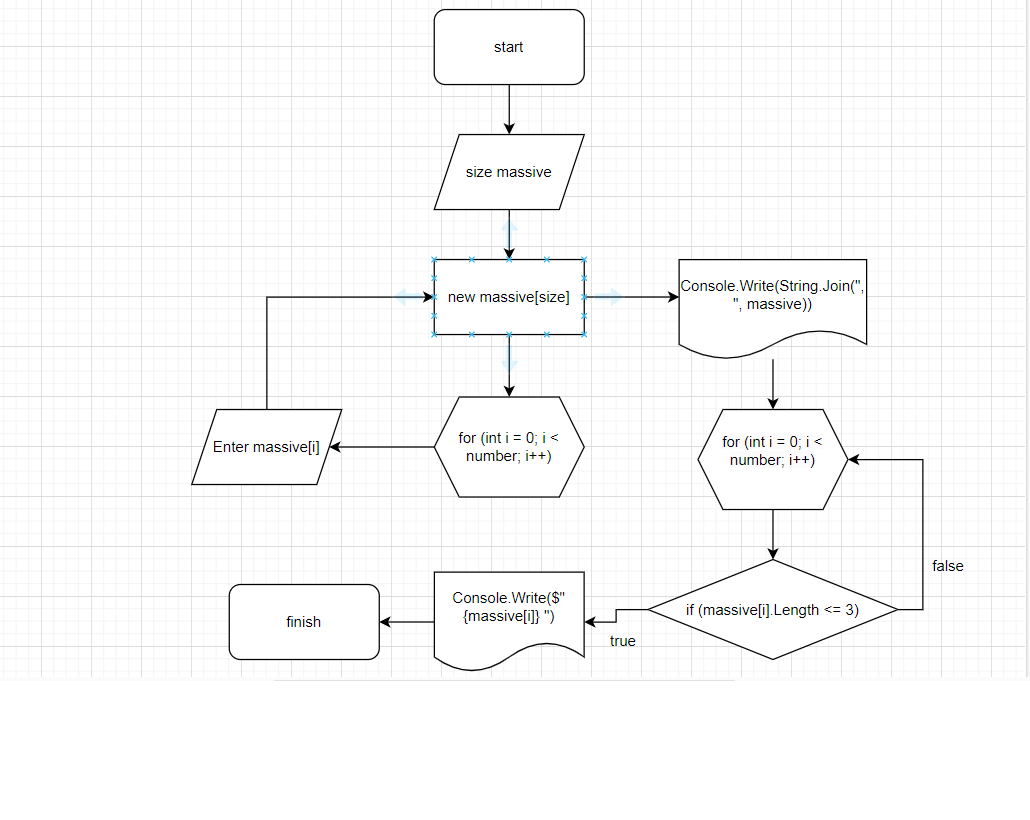 start
size massive
new massive[size]
Console.Write(String.Join(",
", massive))
for (int i = 0; i <
number; i++)
Enter massive[i]
for (int i = 0; i <
number; i++)
false
if (massive[i].Length <= 3)
true
Console.Write($"
{massive[i]} ")
finish